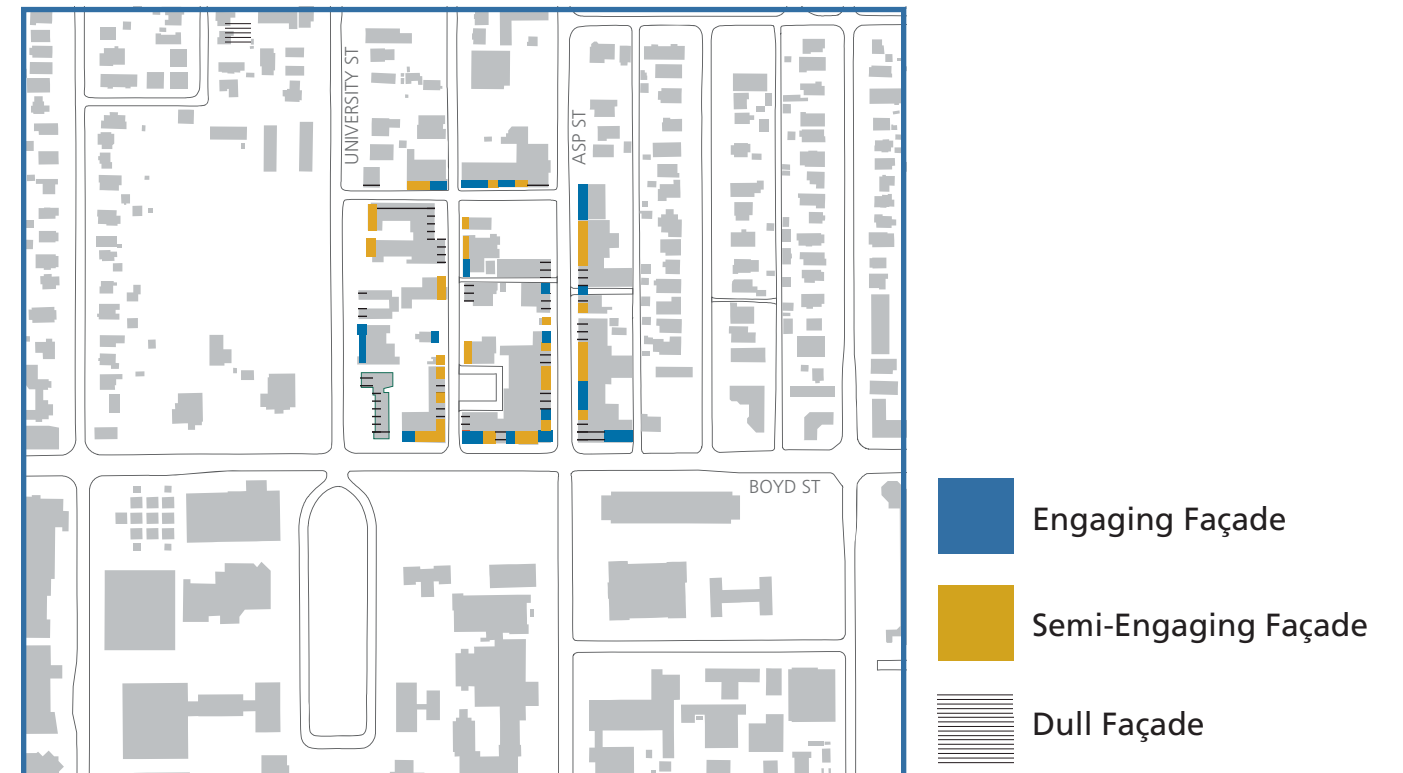 UNIVERSITY ST
ASP ST
BOYD ST
Engaging Façade
Semi-Engaging Façade
Dull Façade